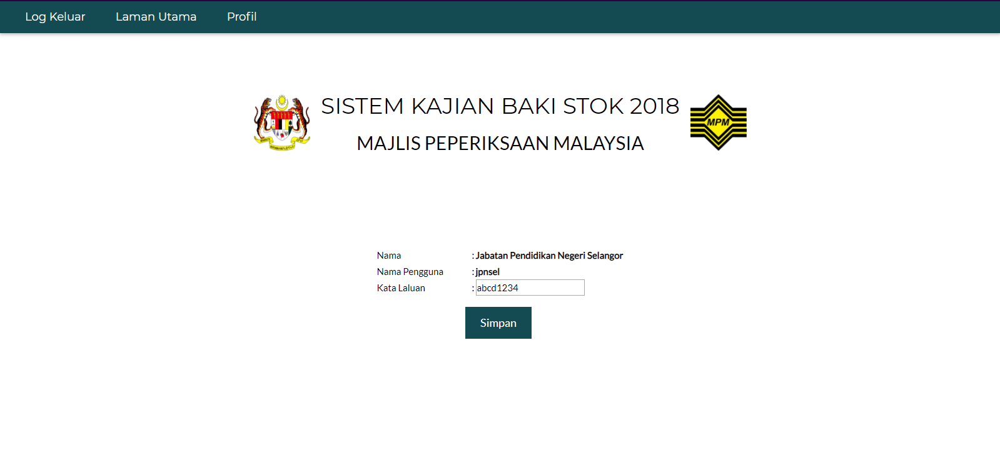 Log Keluar Laman Utama Profil
SISTEM KAJIAN BAKI STOK 2018
MAJLIS PEPERIKSAAN MALAYSIA
MPM
Nama : Jabatan Pendidikan Negeri Selangor
Nama Pengguna : jpnsel
Kata Laluan : abcd1234
Simpan